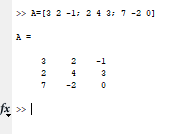 >> A=[3 2 -1; 2 4 3; 7 -2 0]
A =
3 2 -1
2 4 3
7 -2 0
fx >>